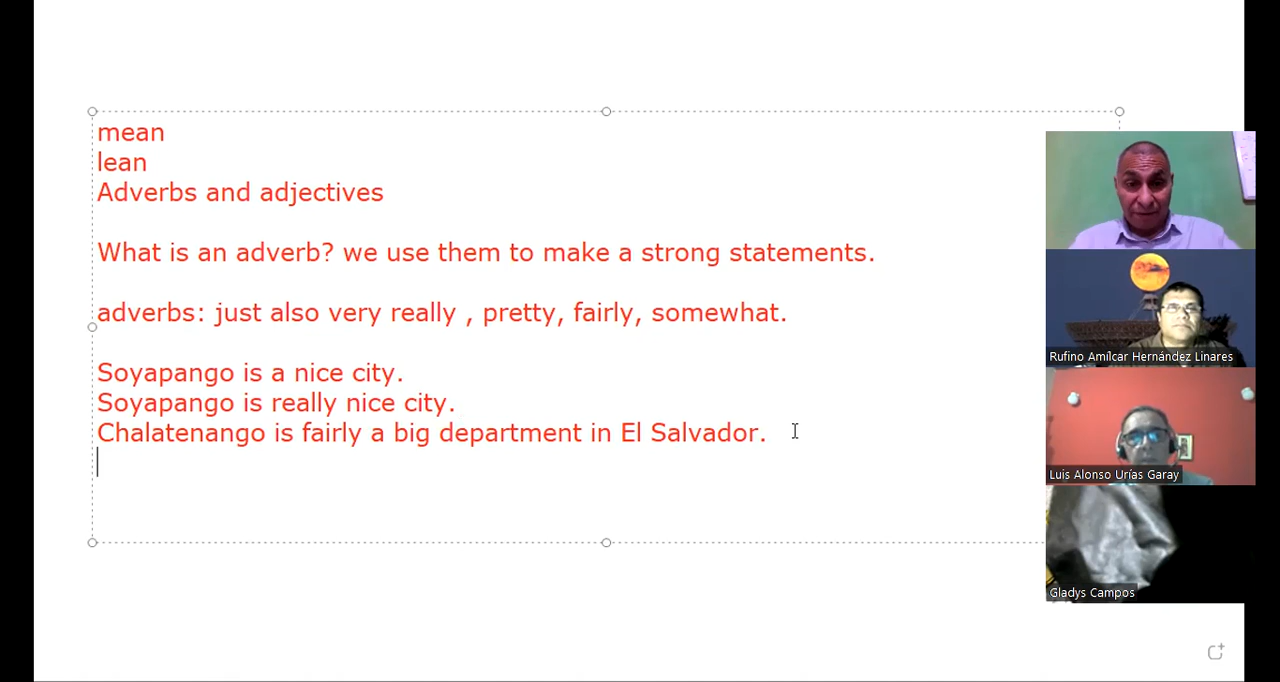 mean
lean
Adverbs and adjectives
What is an adverb? we use them to make a strong statements.
adverbs: just also very really , pretty, fairly, somewhat.
Soyapango is a nice city.
Soyapango is really nice city.
Chalatenango is fairly a big department in El Salvador.
Rufino Amílcar Hernández Linares
Luis Alonso Urías Garay
Gladys Campos